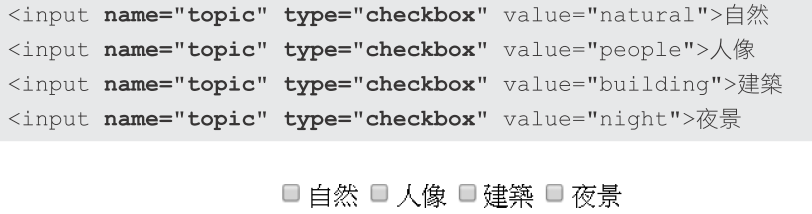 <input name="topic" type="checkbox" value="natural">自然
<input name="topic" type="checkbox" value="people">人像
<input name="topic" type="checkbox" value="building">建築
<input name="topic" type="checkbox" value="night">夜景
自然 人像 建築 夜景